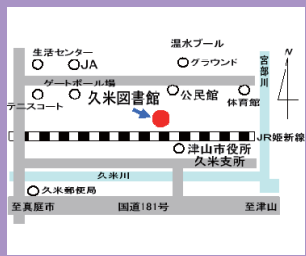 生活センター
JA
温水プール
グラウンド
宮部川
ゲートボール場
テニスコート
久米図書館
公民館
体育館
JR姫新線
津山市役所
久米支所
久米川
久米郵便局
至真庭市
国道181号
至津山